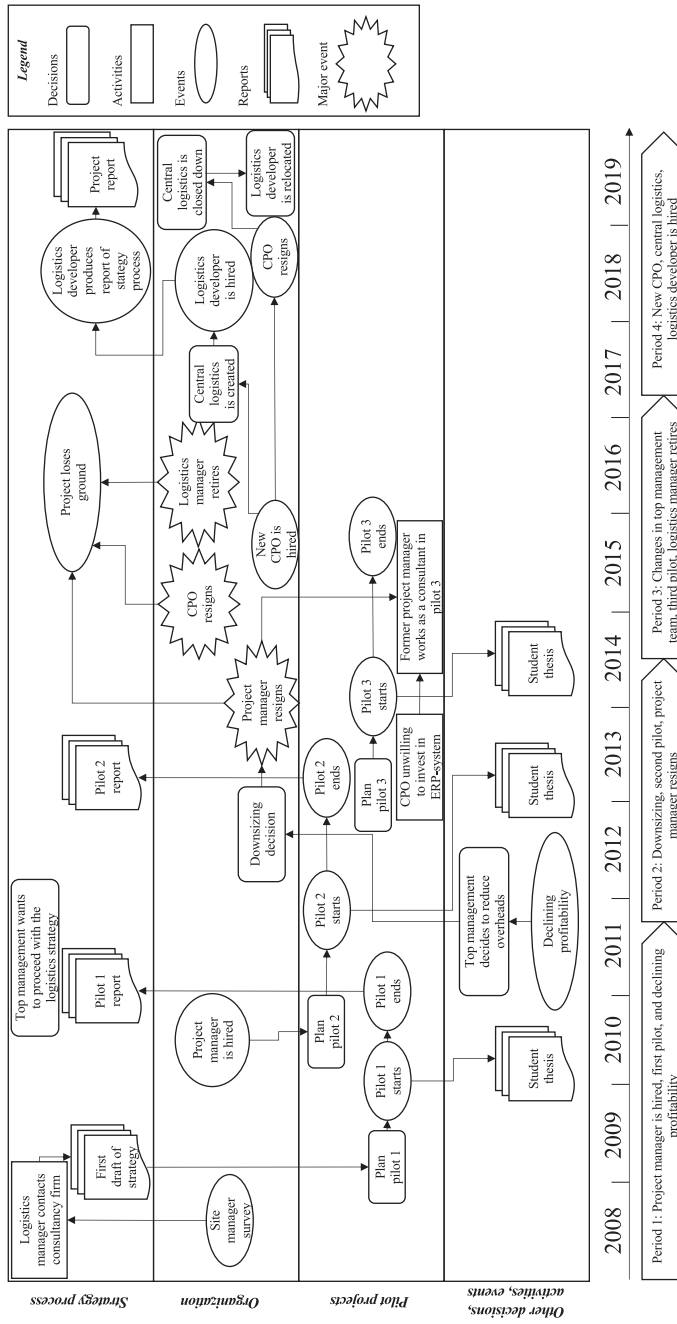 Legend
Decisions
Activities
Events
Reports
Major event
Strategy process
Logistics
manager contacts
consultancy firm
First
draft of
strategy
Top management wants
to proceed with the
logistics strategy
Pilot 1
report
Pilot 2
report
Project loses
ground
Logistics
developer
produces
report of
stategy
process
Project
report
Organization
Site
manager
survey
Project
manager
is hired
Downsizing
decision
Project
manager
resigns
CPO
resigns
New
CPO is
hired
Logistics
manager
retires
Central
logistics
is created
Logistics
developer
is hired
CPO
resigns
Central
logistics is
closed down
Logistics
developer
is relocated
Pilot projects
Plan
pilot 1
Pilot 1
starts
Pilot 1
ends
Plan
pilot 2
Pilot 2
starts
Pilot 2
ends
Plan
pilot 3
CPO unwilling
to invest in
ERP-system
Pilot 3
starts
Former project manager
works as a consultant in
pilot 3
Pilot 3
ends
Other decisions,
activities, events
Student
thesis
Top management
decides to reduce
overheads
Declining
profitability
Student
thesis
Student
thesis
2008
2009
2010
2011
2012
2013
2014
2015
2016
2017
2018
2019
Period 1: Project manager is hired, first pilot, and declining
profitability
Period 2: Downsizing, second pilot, project
manager resigns
Period 3: Changes in top management
team, third pilot, logistics manager retires
Period 4: New CPO, central logistics,
logistics developer is hired